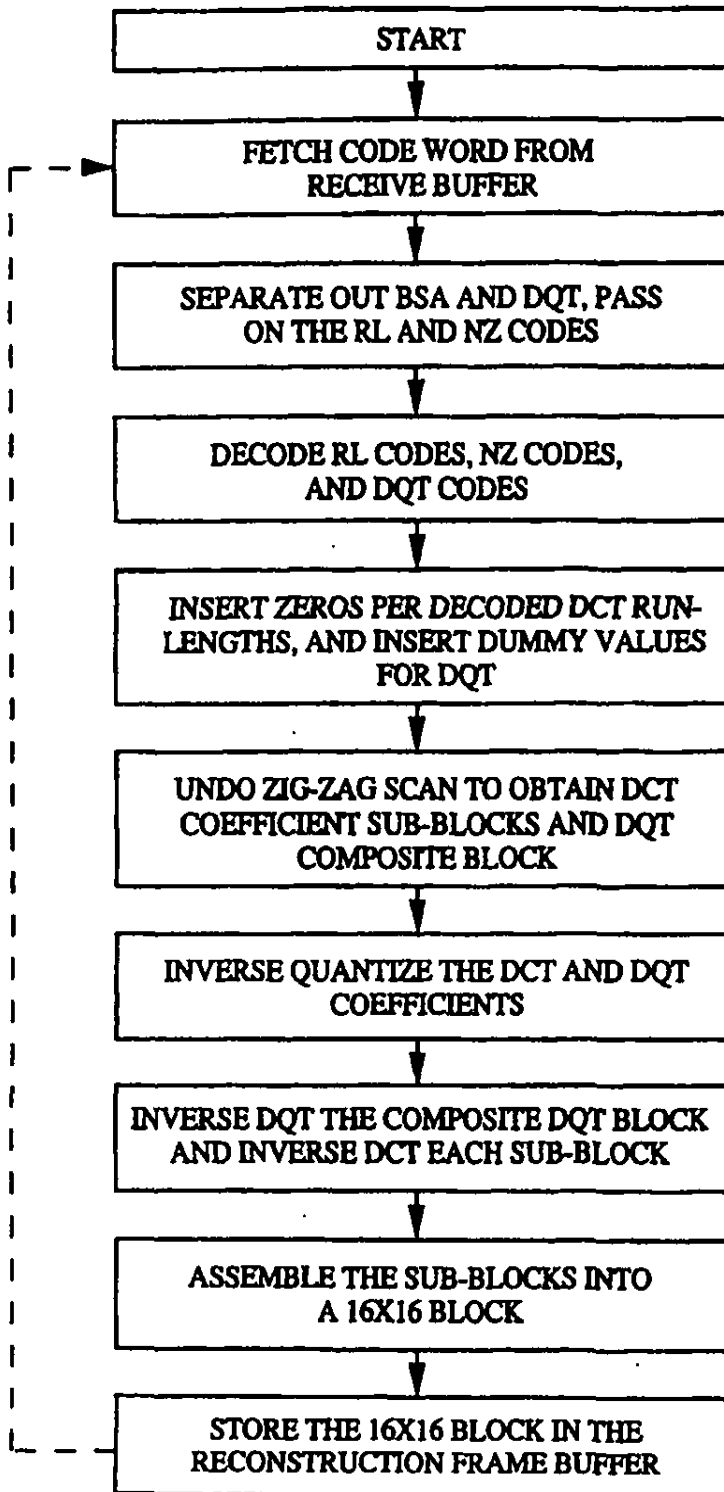 START
FETCH CODE WORD FROM
RECEIVE BUFFER
SEPARATE OUT BSA AND DQT, PASS
ON THE RL AND NZ CODES
DECODE RL CODES, NZ CODES,
AND DQT CODES
INSERT ZEROS PER DECODED DCT RUN-
LENGTHS, AND INSERT DUMMY VALUES
FOR DQT
UNDO ZIG-ZAG SCAN TO OBTAIN DCT
COEFFICIENT SUB-BLOCKS AND DQT
COMPOSITE BLOCK
INVERSE QUANTIZE THE DCT AND DQT
COEFFICIENTS
INVERSE DQT THE COMPOSITE DQT BLOCK
AND INVERSE DCT EACH SUB-BLOCK
ASSEMBLE THE SUB-BLOCKS INTO
A 16X16 BLOCK
STORE THE 16X16 BLOCK IN THE
RECONSTRUCTION FRAME BUFFER